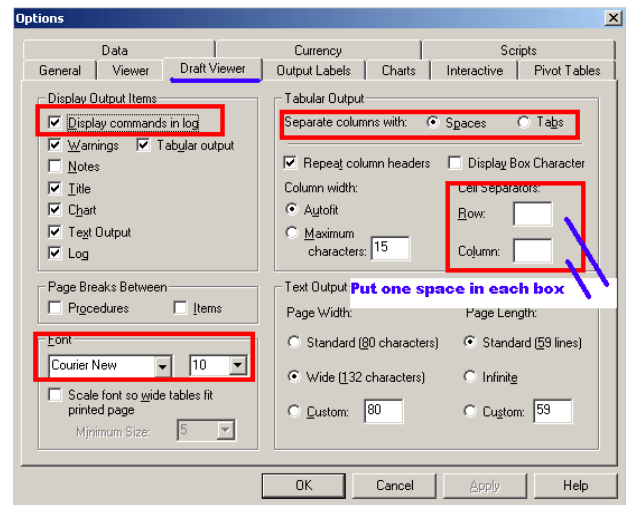 Options
Data Currency Scripts
General Viewer Draft Viewer Output Labels Charts Interactive Pivot Tables
Display Output Items
Display commands in log
Warnings Tabular output
Notes
Title
Chart
Text Output
Log
Page Breaks Between
Procedures Items
Font
Courier New 10
Scale font so wide tables fit
printed page
Minimum Size: 5
Tabular Output
Separate columns with: Spaces Tabs
Repeat column headers Display Box Character
Column width: Cell Separators:
Autofit Row:
Maximum
characters: 15 Column:
Put one space in each box
Text Output
Page Width: Page Length:
Standard (80 characters) Standard (59 lines)
Wide (132 characters) Infinite
Custom: 80 Custom: 59
OK Cancel Apply Help